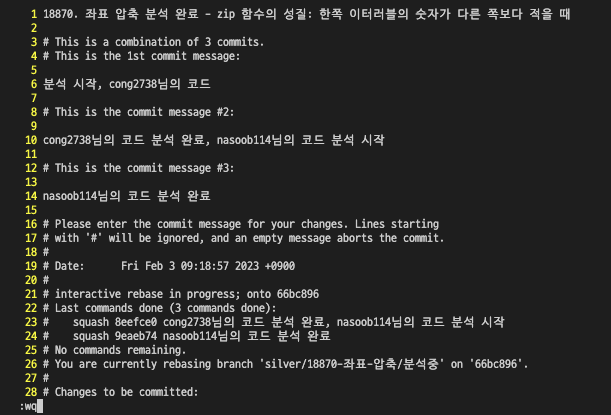 1 18870. 좌표 압축 분석 완료 - zip 함수의 성질: 한쪽 이터러블의 숫자가 다른 쪽보다 적을 때
2
3 # This is a combination of 3 commits.
4 # This is the 1st commit message:
5
6 분석 시작, cong2738님의 코드
7
8 # This is the commit message #2:
9
10 cong2738님의 코드 분석 완료, nasoob114님의 코드 분석 시작
11
12 # This is the commit message #3:
13
14 nasoob114님의 코드 분석 완료
15
16 # Please enter the commit message for your changes. Lines starting
17 # with '#' will be ignored, and an empty message aborts the commit.
18 #
19 # Date:      Fri Feb 3 09:18:57 2023 +0900
20 #
21 # interactive rebase in progress; onto 66bc896
22 # Last commands done (3 commands done):
23 #    squash 8eefce0 cong2738님의 코드 분석 완료, nasoob114님의 코드 분석 시작
24 #    squash 9eaeb74 nasoob114님의 코드 분석 완료
25 # No commands remaining.
26 # You are currently rebasing branch 'silver/18870-좌표-압축/분석중' on '66bc896'.
27 #
28 # Changes to be committed:
:wq